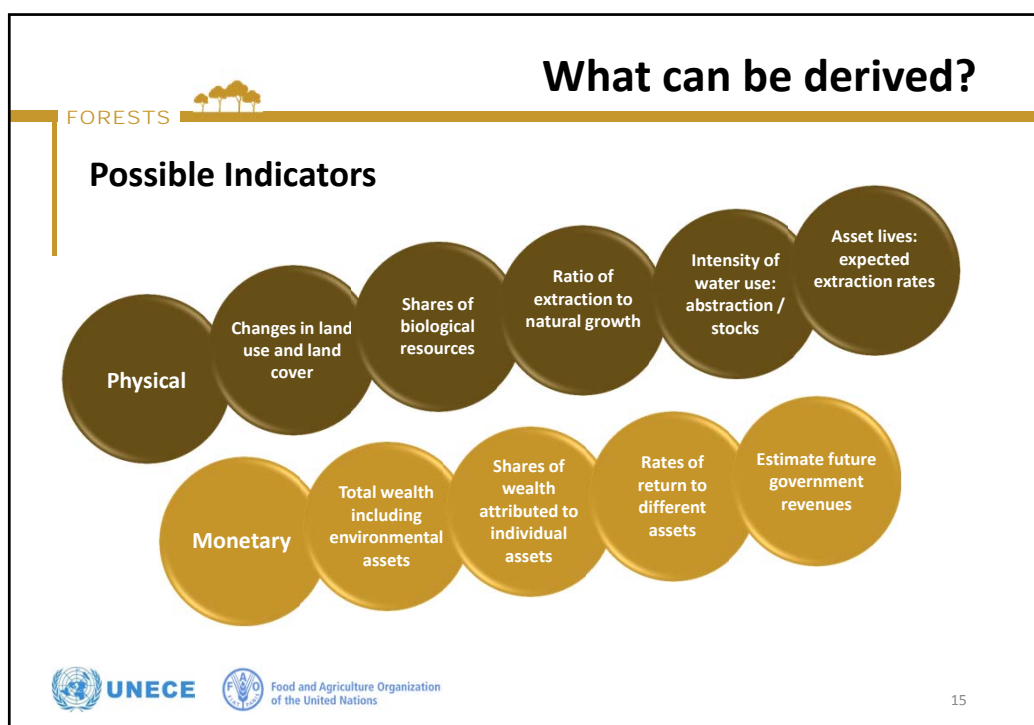 What can be derived?
FORESTS
Possible Indicators
Physical
Changes in land
use and land
cover
Shares of
biological
resources
Ratio of
extraction to
natural growth
Intensity of
water use:
abstraction /
stocks
Asset lives:
expected
extraction rates
Monetary
Total wealth
including
environmental
assets
Shares of
wealth
attributed to
individual
assets
Rates of
return to
different
assets
Estimate future
government
revenues
UNECE
F A O
FIAT PANIS
Food and Agriculture Organization
of the United Nations
15